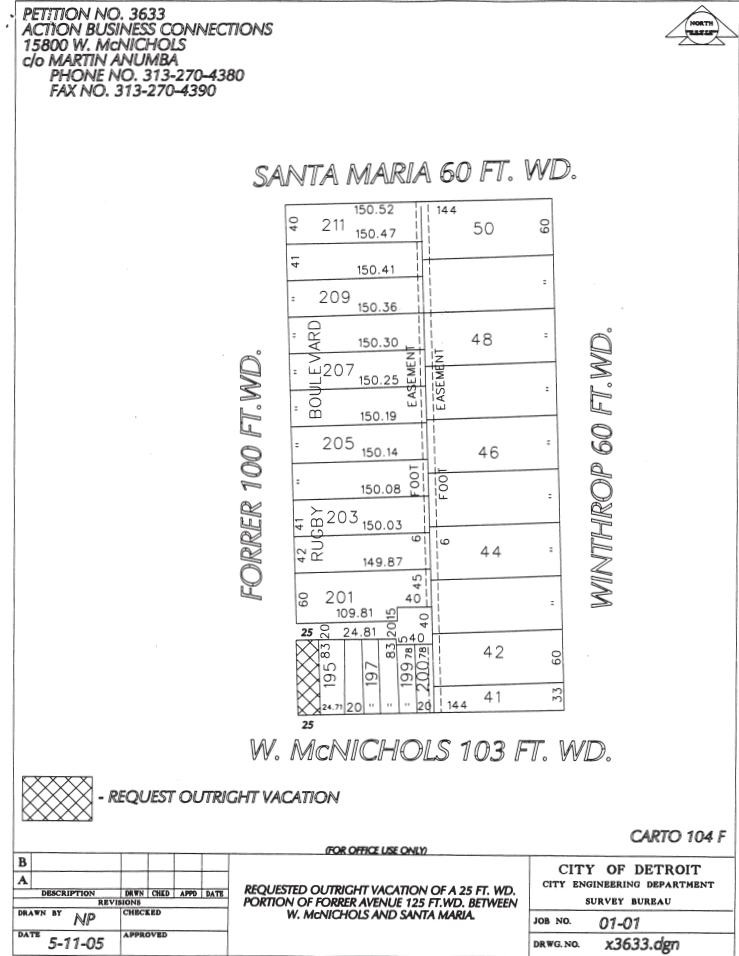 PETITION NO. 3633
ACTION BUSINESS CONNECTIONS
15800 W. McNICHOLS
c/o MARTIN ANUMBA
PHONE NO. 313-270-4380
FAX NO. 313-270-4390
NORTH
SANTA MARIA 60 FT. WD.
40 211 150.52 144 50 60
150.47
41 150.41 "
" 209 150.36
" 150.30 48 "
" 207 150.25 "
" 150.19
" 205 150.14 46 "
" 150.08 "
41 203 150.03
42 149.87 44 "
60 201 45 "
109.81 40 15
RUGBY BOULEVARD
6 FOOT EASEMENT
6 FOOT EASEMENT
FORRER 100 FT.WD.
WINTHROP 60 FT.WD.
25 20 24.81 20 5 40 40
83 83 78 78 42 60
195 197 199 200
24.71 20 " " 20 144 41 33
25
W. McNICHOLS 103 FT. WD.
- REQUEST OUTRIGHT VACATION
CARTO 104 F
(FOR OFFICE USE ONLY)
B
A
DESCRIPTION DRWN CHKD APPD DATE
REVISIONS
DRAWN BY NP CHECKED
DATE 5-11-05 APPROVED
REQUESTED OUTRIGHT VACATION OF A 25 FT. WD.
PORTION OF FORRER AVENUE 125 FT.WD. BETWEEN
W. McNICHOLS AND SANTA MARIA.
CITY OF DETROIT
CITY ENGINEERING DEPARTMENT
SURVEY BUREAU
JOB NO. 01-01
DRWG. NO. x3633.dgn